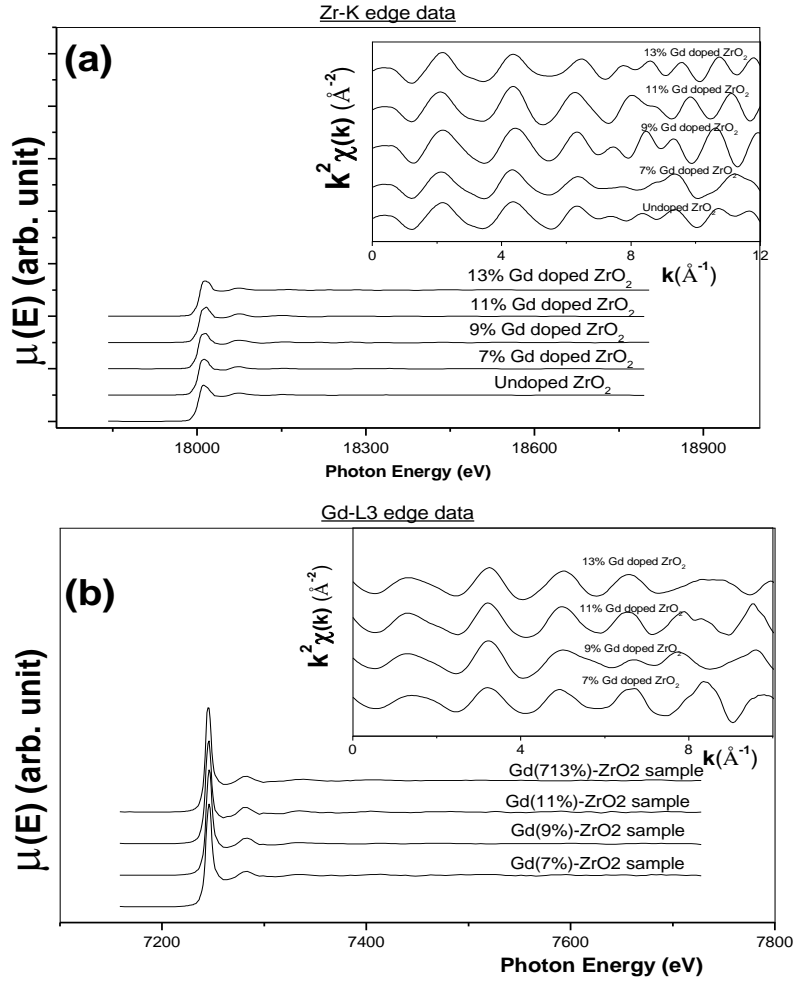 Zr-K edge data
(a)
μ(E) (arb. unit)
k²χ(k) (Å⁻²)
13% Gd doped ZrO₂
11% Gd doped ZrO₂
9% Gd doped ZrO₂
7% Gd doped ZrO₂
Undoped ZrO₂
0 4 8 12
k(Å⁻¹)
13% Gd doped ZrO₂
11% Gd doped ZrO₂
9% Gd doped ZrO₂
7% Gd doped ZrO₂
Undoped ZrO₂
18000 18300 18600 18900
Photon Energy (eV)
Gd-L3 edge data
(b)
μ(E) (arb. unit)
k²χ(k) (Å⁻²)
13% Gd doped ZrO₂
11% Gd doped ZrO₂
9% Gd doped ZrO₂
7% Gd doped ZrO₂
0 4 8
k(Å⁻¹)
Gd(713%)-ZrO2 sample
Gd(11%)-ZrO2 sample
Gd(9%)-ZrO2 sample
Gd(7%)-ZrO2 sample
7200 7400 7600 7800
Photon Energy (eV)